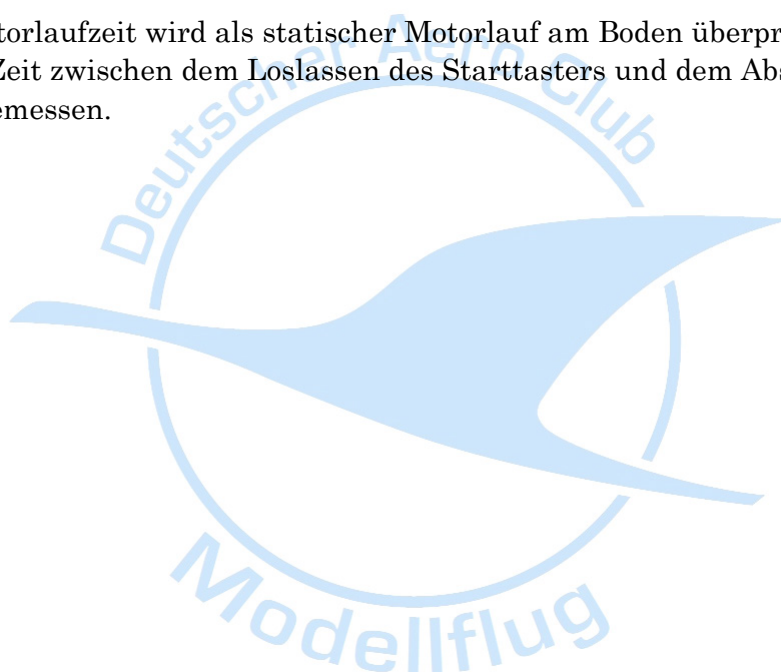 torlaufzeit wird als statischer Motorlauf am Boden überpr
Zeit zwischen dem Loslassen des Starttasters und dem Abs
emessen.
Deutscher Aero Club
Modellflug